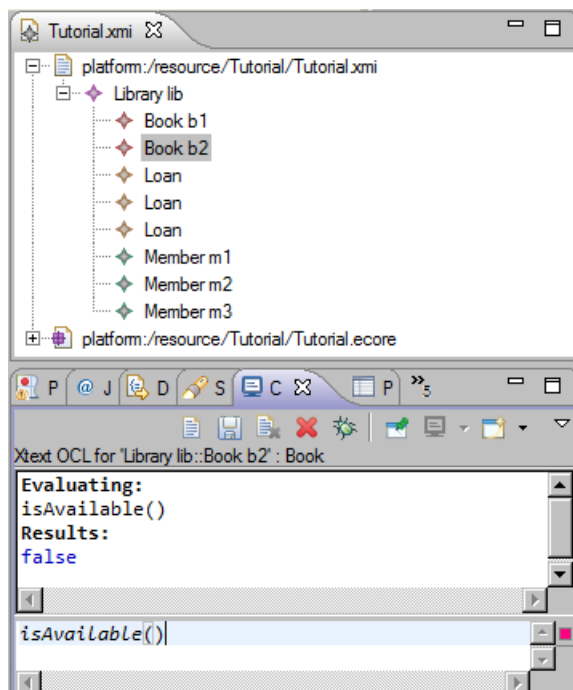 Tutorial.xmi
platform:/resource/Tutorial/Tutorial.xmi
Library lib
Book b1
Book b2
Loan
Loan
Loan
Member m1
Member m2
Member m3
platform:/resource/Tutorial/Tutorial.ecore
P @ J D S C P »5
Xtext OCL for 'Library lib::Book b2' : Book
Evaluating:
isAvailable()
Results:
false
isAvailable()